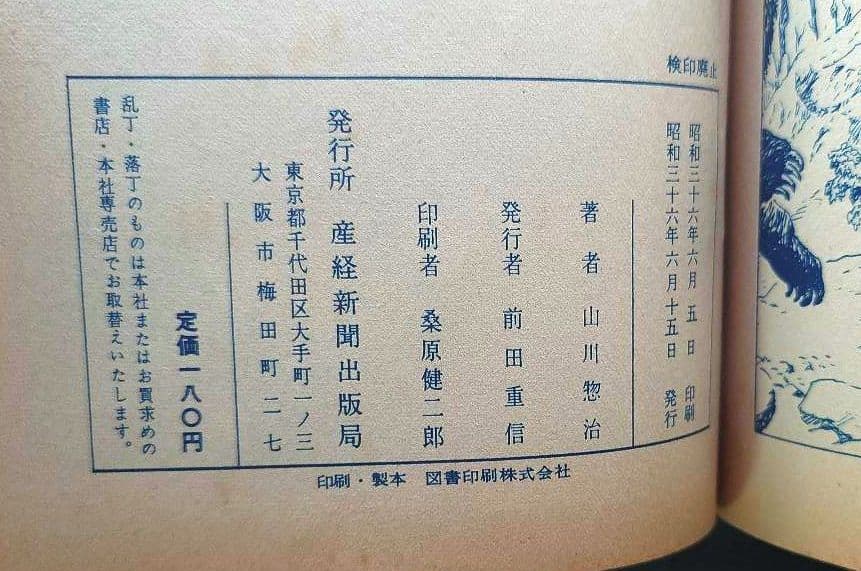 検印廃止
昭和三十六年六月 五 日 印刷
昭和三十六年六月十五日 発行
著者 山川惣治
発行者 前田重信
印刷者 桑原健二郎
発行所 産経新聞出版局
東京都千代田区大手町一ノ三
大阪市梅田町二七
定価一八〇円
乱丁・落丁のものは本社またはお買求めの
書店・本社専売店でお取替えいたします。
印刷・製本 図書印刷株式会社